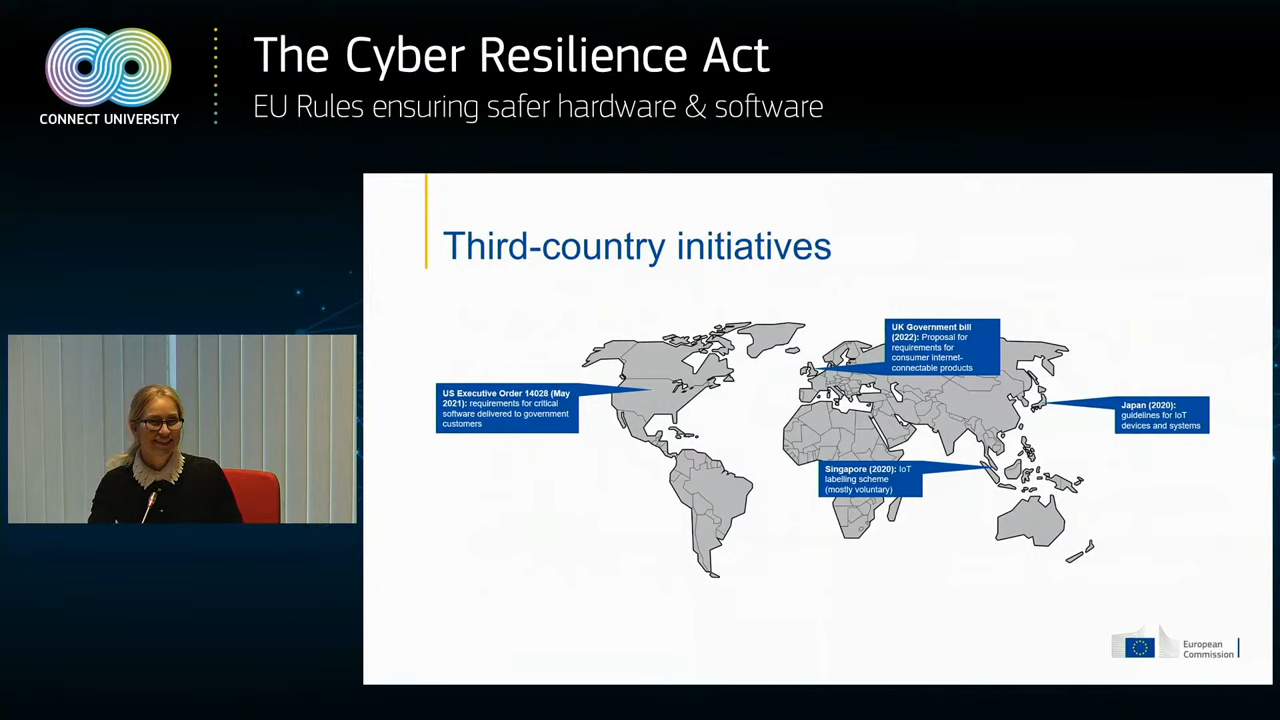 The Cyber Resilience Act
EU Rules ensuring safer hardware & software
CONNECT UNIVERSITY
Third-country initiatives
UK Government bill
(2022): Proposal for
requirements for
consumer internet-
connectable products
US Executive Order 14028 (May
2021): requirements for critical
software delivered to government
customers
Japan (2020):
guidelines for IoT
devices and systems
Singapore (2020): IoT
labelling scheme
(mostly voluntary)
European
Commission